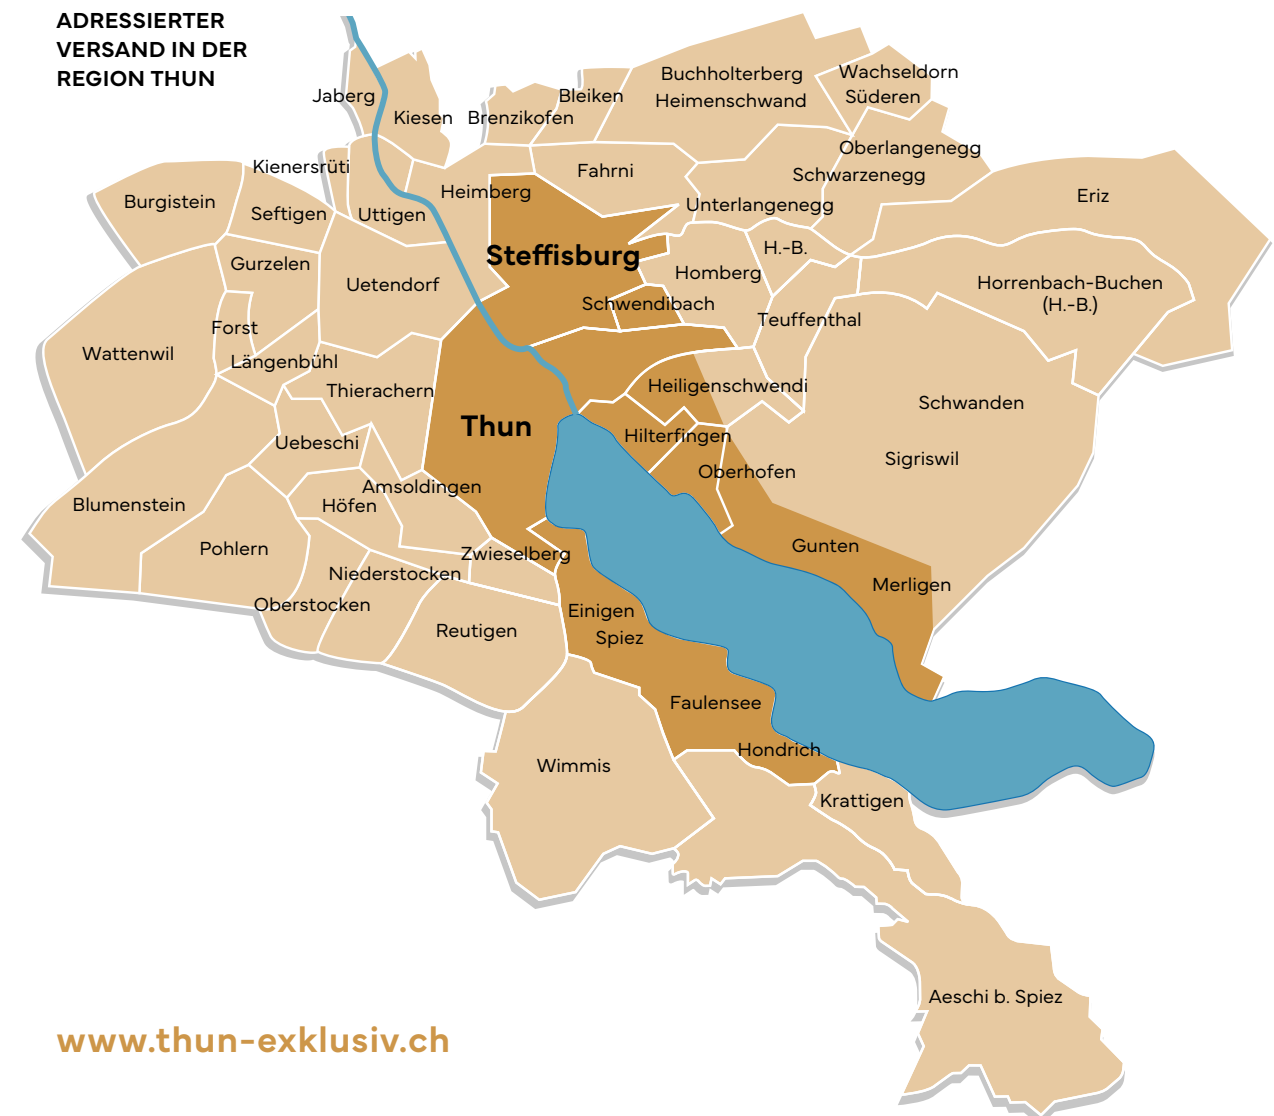 ADRESSIERTER
VERSAND IN DER
REGION THUN
Jaberg
Kiesen
Brenzikofen
Bleiken
Buchholterberg
Heimenschwand
Wachseldorn
Süderen
Kienersrüti
Oberlangenegg
Schwarzenegg
Fahrni
Heimberg
Burgistein
Seftigen
Uttigen
Unterlangenegg
Eriz
Steffisburg
H.-B.
Gurzelen
Uetendorf
Homberg
Horrenbach-Buchen
(H.-B.)
Schwendibach
Teuffenthal
Forst
Wattenwil
Längenbühl
Thierachern
Heiligenschwendi
Schwanden
Thun
Hilterfingen
Uebeschi
Sigriswil
Oberhofen
Amsoldingen
Blumenstein
Höfen
Pohlern
Gunten
Zwieselberg
Niederstocken
Merligen
Oberstocken
Einigen
Spiez
Reutigen
Faulensee
Hondrich
Wimmis
Krattigen
Aeschi b. Spiez
www.thun-exklusiv.ch